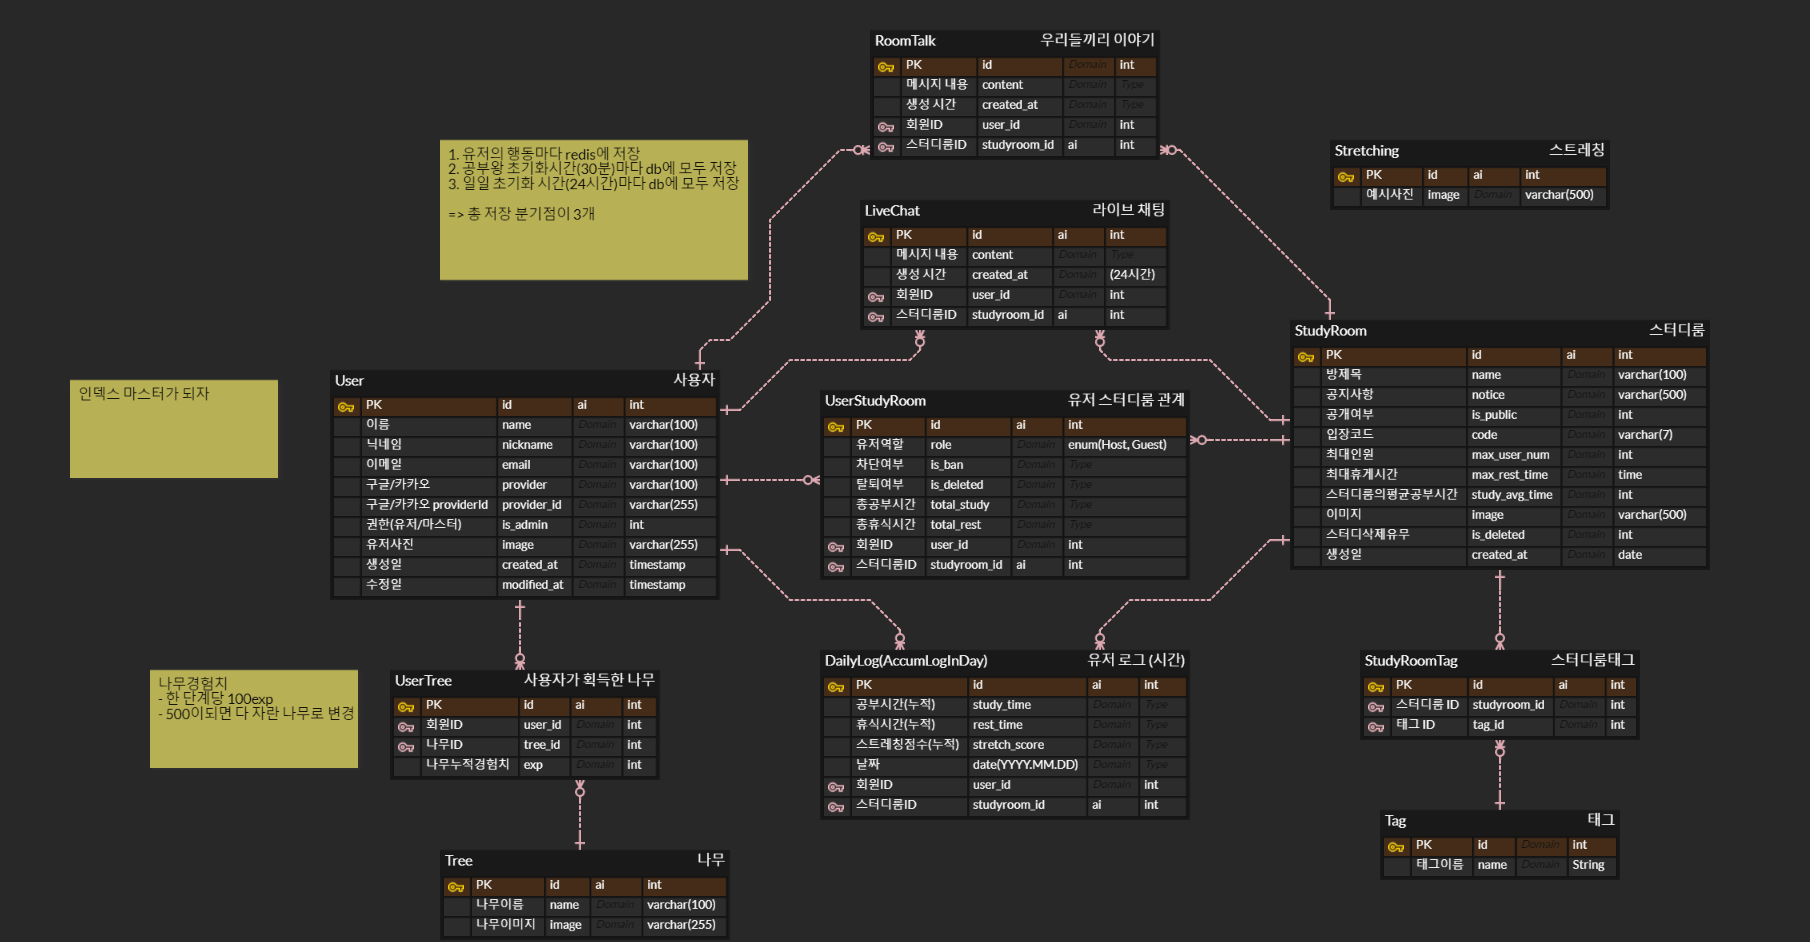 RoomTalk 우리들끼리 이야기
PK id Domain int
메시지 내용 content Domain Type
생성 시간 created_at Domain Type
회원ID user_id Domain int
스터디룸ID studyroom_id ai int
1. 유저의 행동마다 redis에 저장
2. 공부왕 초기화시간(30분)마다 db에 모두 저장
3. 일일 초기화 시간(24시간)마다 db에 모두 저장
=> 총 저장 분기점이 3개
Stretching 스트레칭
PK id ai int
예시사진 image Domain varchar(500)
LiveChat 라이브 채팅
PK id ai int
메시지 내용 content Domain Type
생성 시간 created_at Domain (24시간)
회원ID user_id Domain int
스터디룸ID studyroom_id ai int
StudyRoom 스터디룸
PK id ai int
방제목 name Domain varchar(100)
공지사항 notice Domain varchar(500)
공개여부 is_public Domain int
입장코드 code Domain varchar(7)
최대인원 max_user_num Domain int
최대휴게시간 max_rest_time Domain time
스터디룸의평균공부시간 study_avg_time Domain int
이미지 image Domain varchar(500)
스터디삭제유무 is_deleted Domain int
생성일 created_at Domain date
인덱스 마스터가 되자
User 사용자
PK id ai int
이름 name Domain varchar(100)
닉네임 nickname Domain varchar(100)
이메일 email Domain varchar(100)
구글/카카오 provider Domain varchar(100)
구글/카카오 providerId provider_id Domain varchar(255)
권한(유저/마스터) is_admin Domain int
유저사진 image Domain varchar(255)
생성일 created_at Domain timestamp
수정일 modified_at Domain timestamp
UserStudyRoom 유저 스터디룸 관계
PK id ai int
유저역할 role Domain enum(Host, Guest)
차단여부 is_ban Domain Type
탈퇴여부 is_deleted Domain Type
총공부시간 total_study Domain Type
총휴식시간 total_rest Domain Type
회원ID user_id Domain int
스터디룸ID studyroom_id ai int
나무경험치
- 한 단계당 100exp
- 500이되면 다 자란 나무로 변경
UserTree 사용자가 획득한 나무
PK id ai int
회원ID user_id Domain int
나무ID tree_id Domain int
나무누적경험치 exp Domain int
DailyLog(AccumLogInDay) 유저 로그 (시간)
PK id ai int
공부시간(누적) study_time Domain Type
휴식시간(누적) rest_time Domain Type
스트레칭점수(누적) stretch_score Domain Type
날짜 date(YYYY.MM.DD) Domain Type
회원ID user_id Domain int
스터디룸ID studyroom_id ai int
StudyRoomTag 스터디룸태그
PK id ai int
스터디룸 ID studyroom_id Domain int
태그 ID tag_id Domain int
Tag 태그
PK id Domain int
태그이름 name Domain String
Tree 나무
PK id ai int
나무이름 name Domain varchar(100)
나무이미지 image Domain varchar(255)